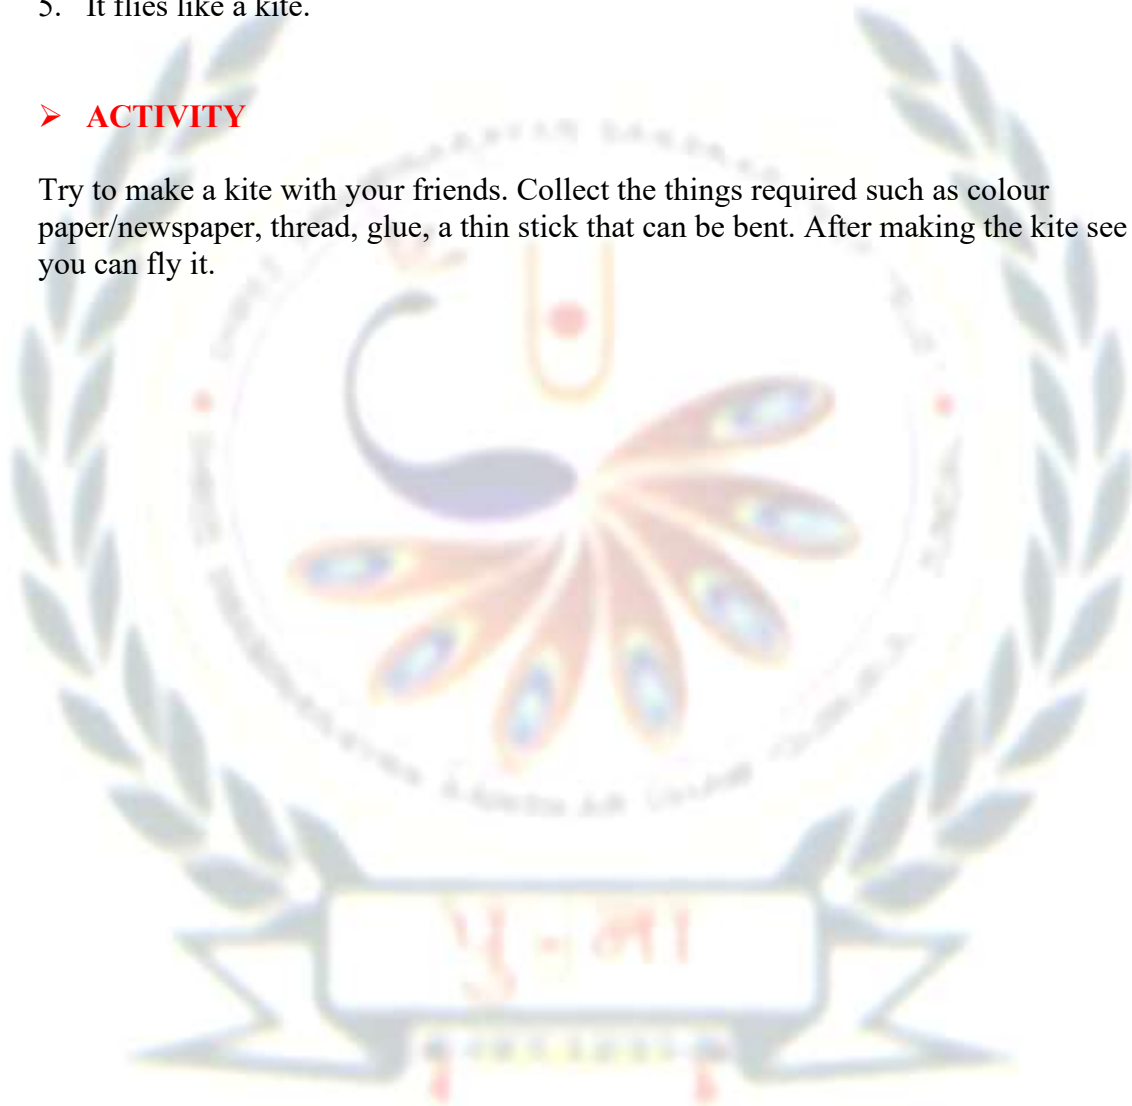 5. It flies like a kite.
➢ ACTIVITY
Try to make a kite with your friends. Collect the things required such as colour
paper/newspaper, thread, glue, a thin stick that can be bent. After making the kite see
you can fly it.